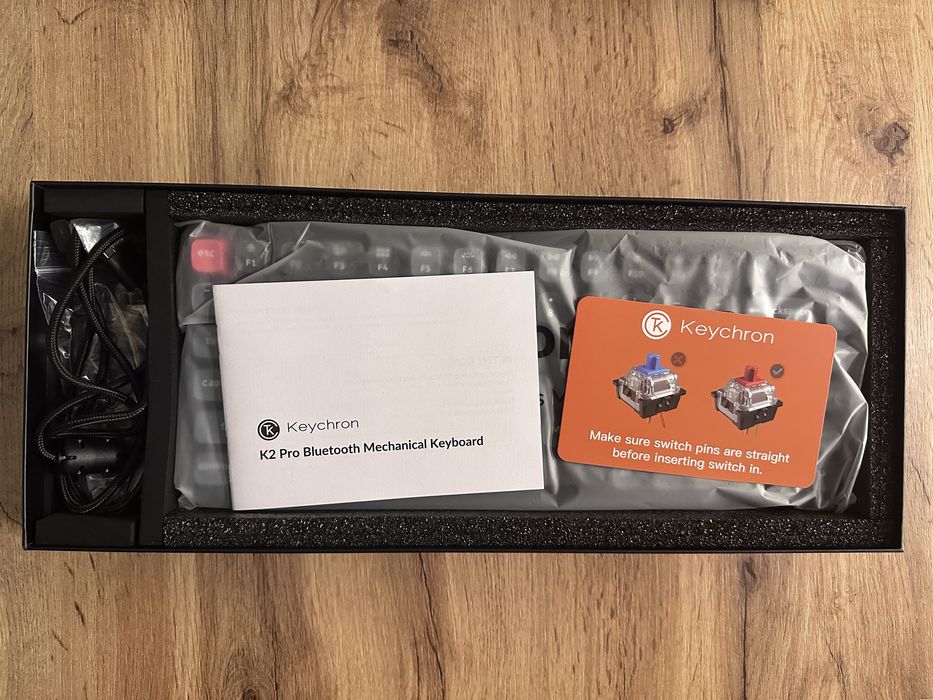 esc
F1
F3
F4
F5
F6
F7
Keychron
K2 Pro Bluetooth Mechanical Keyboard
Keychron
Make sure switch pins are straight
before inserting switch in.